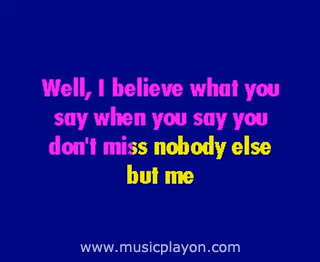 Well, I believe what you
say when you say you
don't miss nobody else
but me
www.musicplayon.com